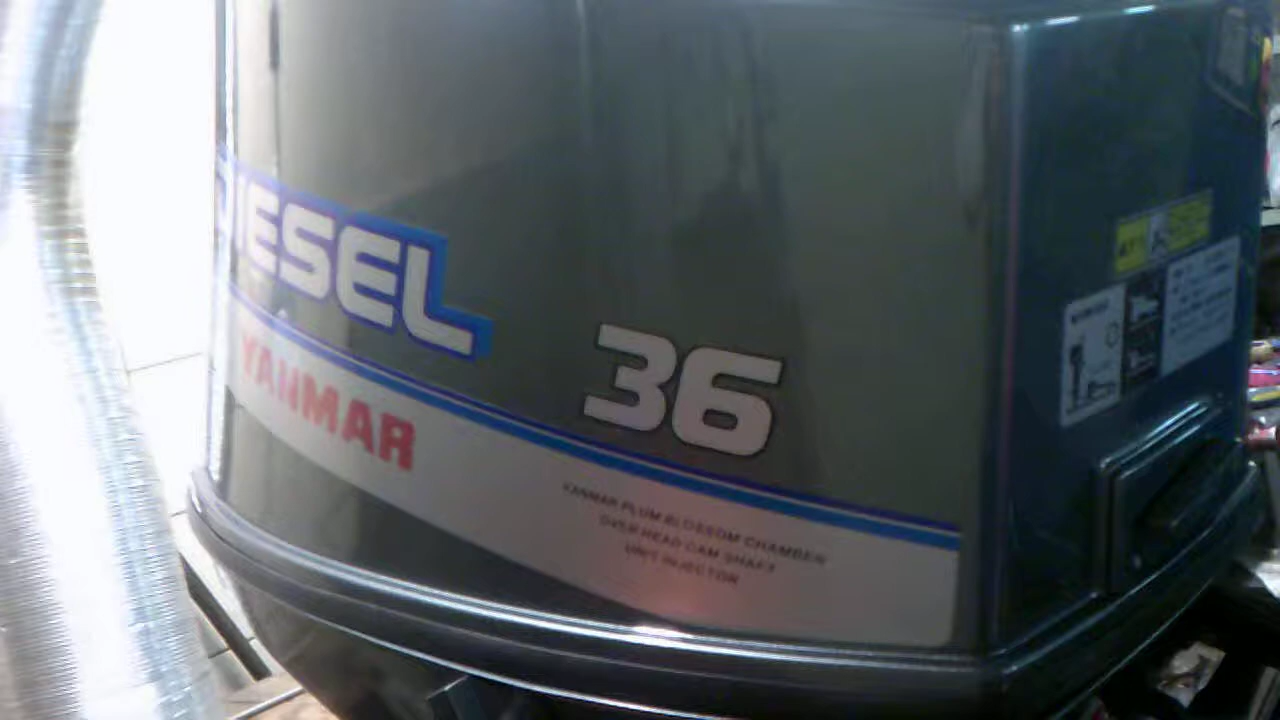 IESEL
36
YANMAR
YANMAR PLUM BLOSSOM CHAMBER
OVER HEAD CAM SHAFT
UNIT INJECTOR